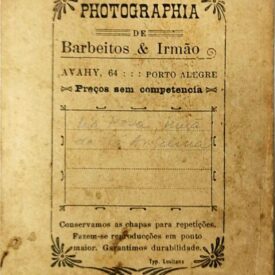 PHOTOGRAPHIA
DE
Barbeitos & Irmão
AVAHY, 64 : : : PORTO ALEGRE
Preços sem competencia
Conservamos as chapas para repetições.
Fazem-se reproducções em ponto
maior. Garantimos durabilidade.
Typ. Lusitana